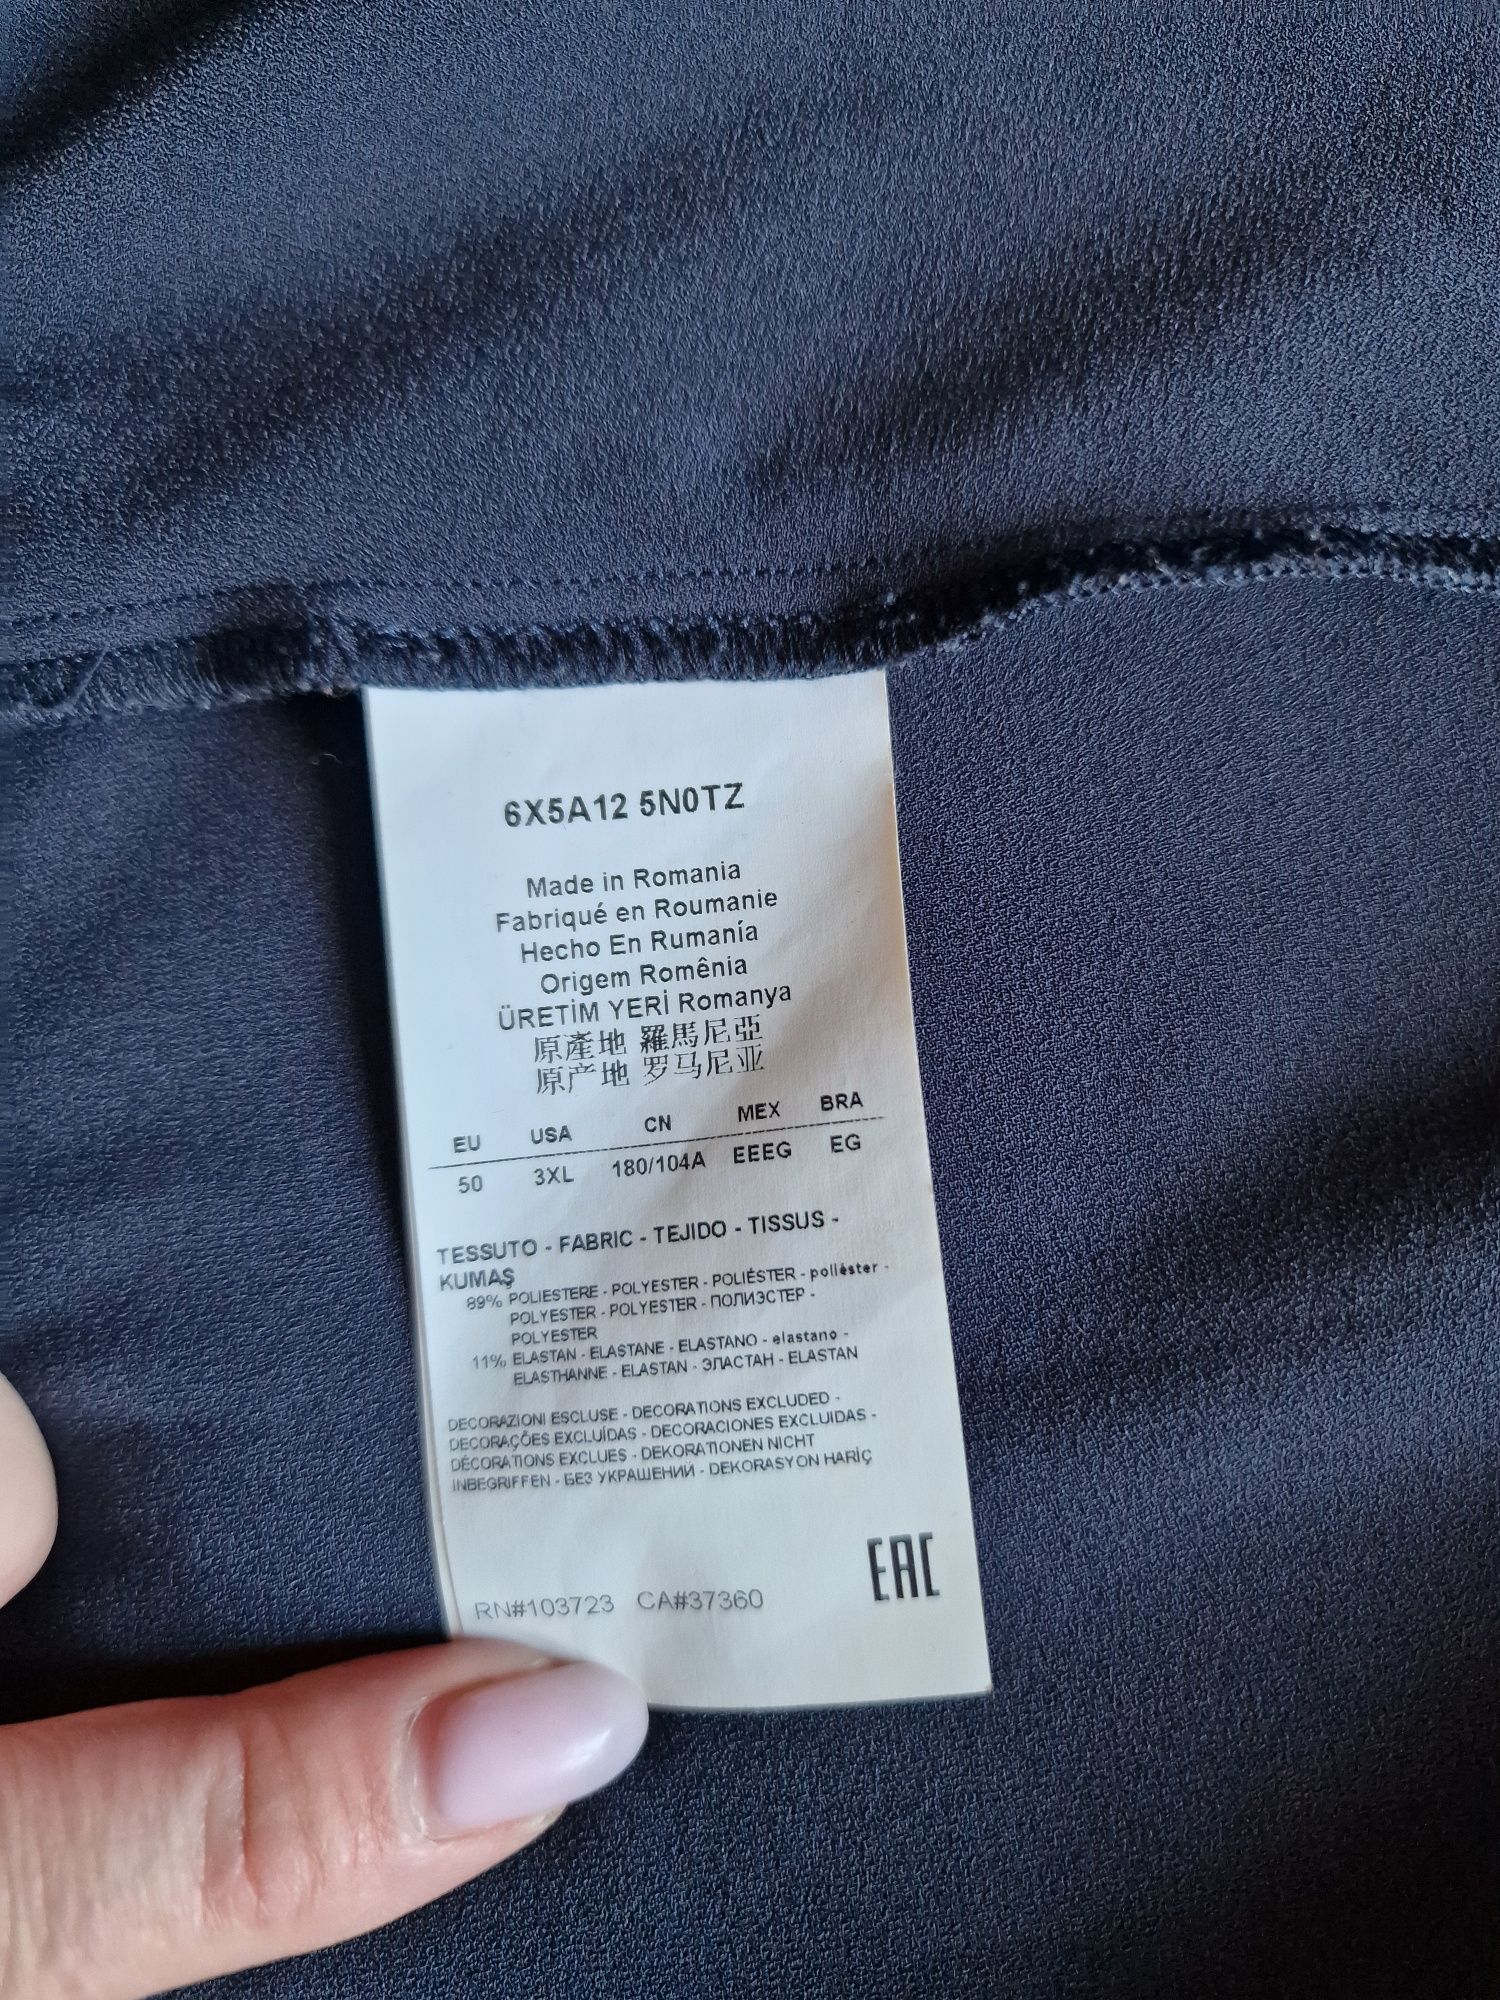 6X5A12 5N0TZ
Made in Romania
Fabriqué en Roumanie
Hecho En Rumanía
Origem Romênia
ÜRETİM YERİ Romanya
原產地 羅馬尼亞
原产地 罗马尼亚
EU USA CN MEX BRA
50 3XL 180/104A EEEG EG
TESSUTO - FABRIC - TEJIDO - TISSUS -
KUMAŞ
89% POLIESTERE - POLYESTER - POLIÉSTER - poliéster -
POLYESTER - POLYESTER - ПОЛИЭСТЕР -
POLYESTER
11% ELASTAN - ELASTANE - ELASTANO - elastano -
ELASTHANNE - ELASTAN - ЭЛАСТАН - ELASTAN
DECORAZIONI ESCLUSE - DECORATIONS EXCLUDED -
DECORAÇÕES EXCLUÍDAS - DECORACIONES EXCLUIDAS -
DÉCORATIONS EXCLUES - DEKORATIONEN NICHT
INBEGRIFFEN - БЕЗ УКРАШЕНИЙ - DEKORASYON HARİÇ
EAC
RN#103723 CA#37360